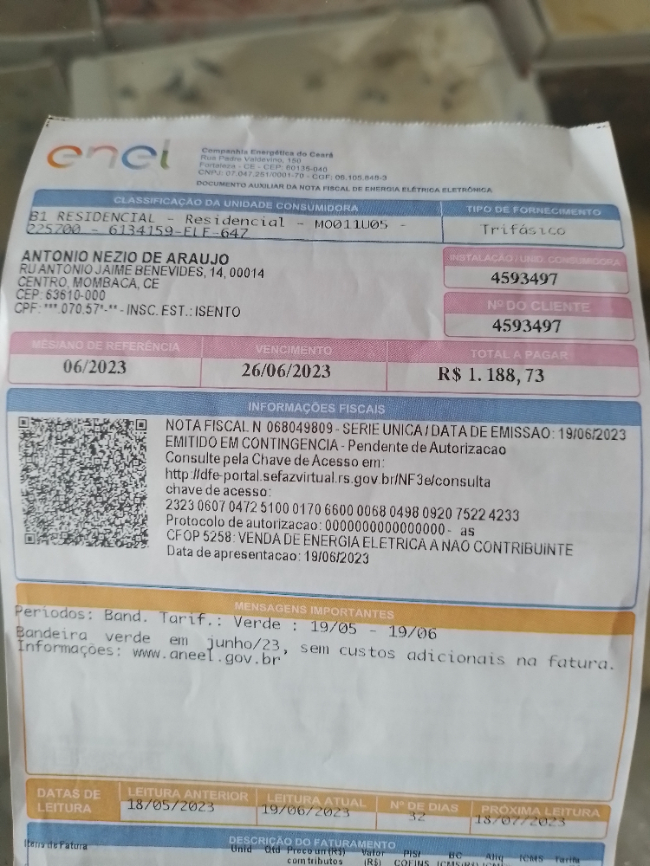 enel
Companhia Energética do Ceará
Rua Padre Valdevino, 150
Fortaleza - CE - CEP: 60135-040
CNPJ: 07.047.251/0001-70 - CGF: 06.105.848-3
DOCUMENTO AUXILIAR DA NOTA FISCAL DE ENERGIA ELÉTRICA ELETRÔNICA
CLASSIFICAÇÃO DA UNIDADE CONSUMIDORA
TIPO DE FORNECIMENTO
B1 RESIDENCIAL - Residencial - MO011U05 -
225700 - 6134159-ELF-647
Trifásico
ANTONIO NEZIO DE ARAUJO
RU ANTONIO JAIME BENEVIDES, 14, 00014
CENTRO, MOMBACA, CE
CEP: 63610-000
CPF: ***.070.57*-** - INSC. EST.: ISENTO
INSTALAÇÃO / UNID. CONSUMIDORA
4593497
Nº DO CLIENTE
4593497
MÊS/ANO DE REFERÊNCIA
VENCIMENTO
TOTAL A PAGAR
06/2023
26/06/2023
R$ 1.188,73
INFORMAÇÕES FISCAIS
NOTA FISCAL N 068049809 - SERIE UNICA / DATA DE EMISSAO: 19/06/2023
EMITIDO EM CONTINGENCIA - Pendente de Autorizacao
Consulte pela Chave de Acesso em:
http://dfe-portal.sefazvirtual.rs.gov.br/NF3e/consulta
chave de acesso:
2323 0607 0472 5100 0170 6600 0068 0498 0920 7522 4233
Protocolo de autorizacao: 0000000000000000 - as
CFOP 5258: VENDA DE ENERGIA ELETRICA A NAO CONTRIBUINTE
Data de apresentacao: 19/06/2023
MENSAGENS IMPORTANTES
Períodos: Band. Tarif.: Verde : 19/05 - 19/06
Bandeira verde em junho/23, sem custos adicionais na fatura.
Informações: www.aneel.gov.br
DATAS DE LEITURA
LEITURA ANTERIOR
LEITURA ATUAL
Nº DE DIAS
PRÓXIMA LEITURA
18/05/2023
19/06/2023
32
18/07/2023
DESCRIÇÃO DO FATURAMENTO
Itens de Fatura
Unid Qtd Preço un (R$) Valor PIS/ BC Aliq ICMS Tarifa
com tributos (R$) COFINS